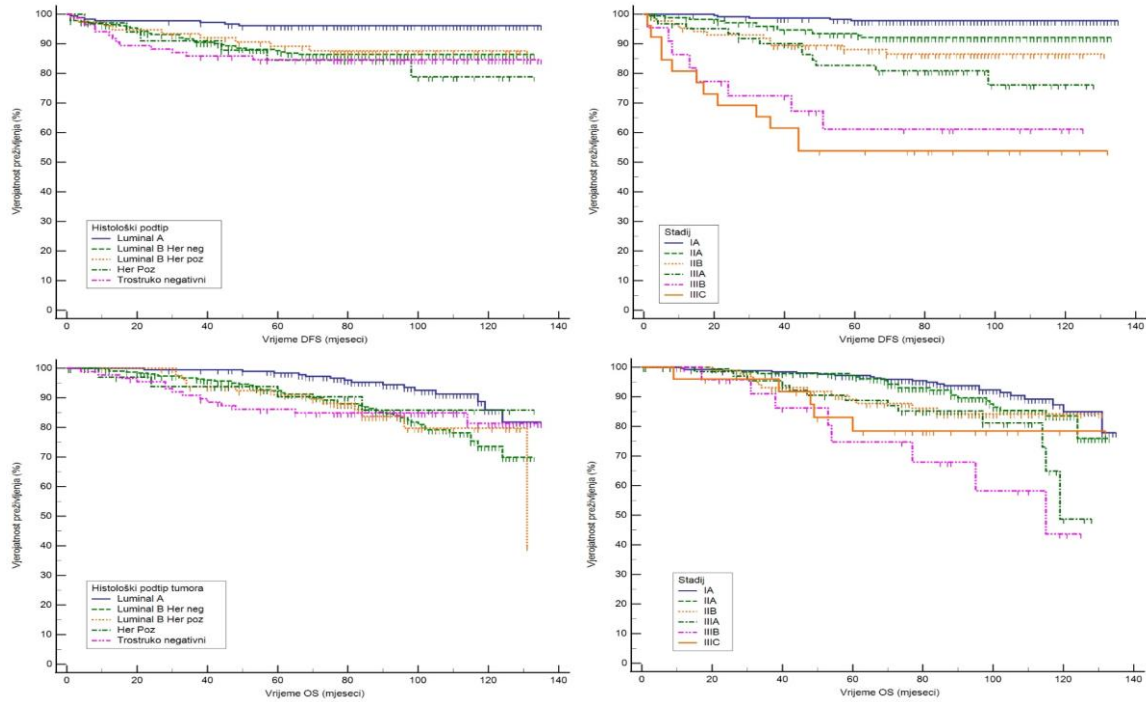 100
90
80
70
60
50
40
30
20
10
0
Vjerojatnost preživljenja (%)
Histološki podtip
Luminal A
Luminal B Her neg
Luminal B Her poz
Her Poz
Trostruko negativni
0 20 40 60 80 100 120 140
Vrijeme DFS (mjeseci)
100
90
80
70
60
50
40
30
20
10
0
Vjerojatnost preživljenja (%)
Stadij
IA
IIA
IIB
IIIA
IIIB
IIIC
0 20 40 60 80 100 120 140
Vrijeme DFS (mjeseci)
100
90
80
70
60
50
40
30
20
10
0
Vjerojatnost preživljenja (%)
Histološki podtip tumora
Luminal A
Luminal B Her neg
Luminal B Her poz
Her Poz
Trostruko negativni
0 20 40 60 80 100 120 140
Vrijeme OS (mjeseci)
100
90
80
70
60
50
40
30
20
10
0
Vjerojatnost preživljenja (%)
Stadij
IA
IIA
IIB
IIIA
IIIB
IIIC
0 20 40 60 80 100 120 140
Vrijeme OS (mjeseci)